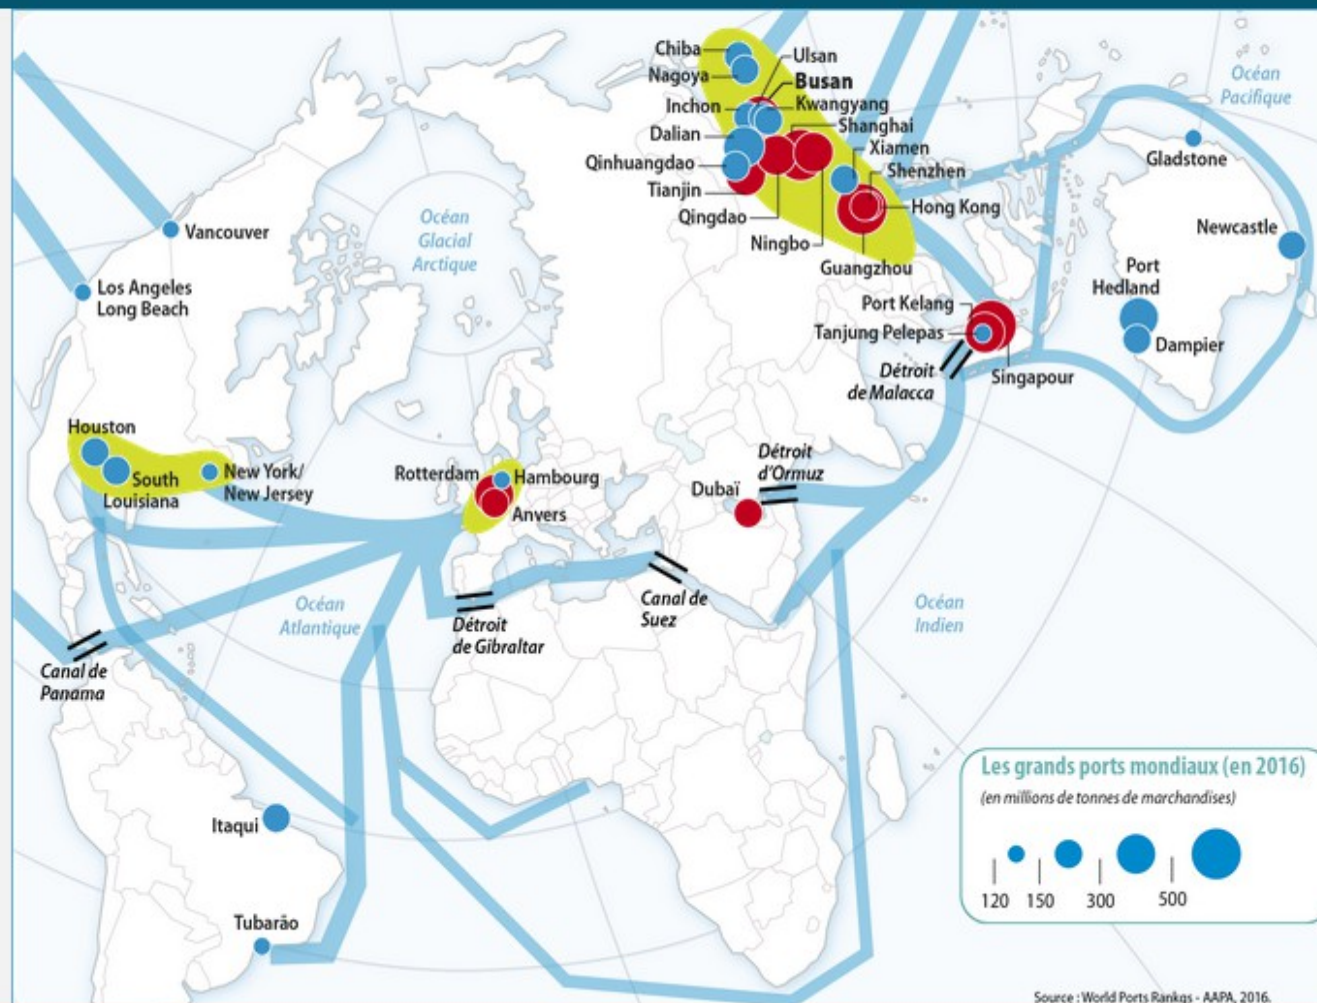 Chiba
Nagoya
Ulsan
Busan
Inchon
Kwangyang
Dalian
Shanghai
Xiamen
Qinhuangdao
Shenzhen
Tianjin
Hong Kong
Qingdao
Ningbo
Guangzhou
Océan
Pacifique
Gladstone
Newcastle
Port
Hedland
Dampier
Océan
Glacial
Arctique
Vancouver
Los Angeles
Long Beach
Port Kelang
Tanjung Pelepas
Détroit
de Malacca
Singapour
Houston
South
Louisiana
New York/
New Jersey
Rotterdam
Hambourg
Anvers
Détroit
d'Ormuz
Dubaï
Océan
Atlantique
Détroit
de Gibraltar
Canal de
Suez
Océan
Indien
Canal de
Panama
Itaqui
Tubarão
Les grands ports mondiaux (en 2016)
(en millions de tonnes de marchandises)
120 150 300 500
Source : World Ports Rankgs - AAPA, 2016.